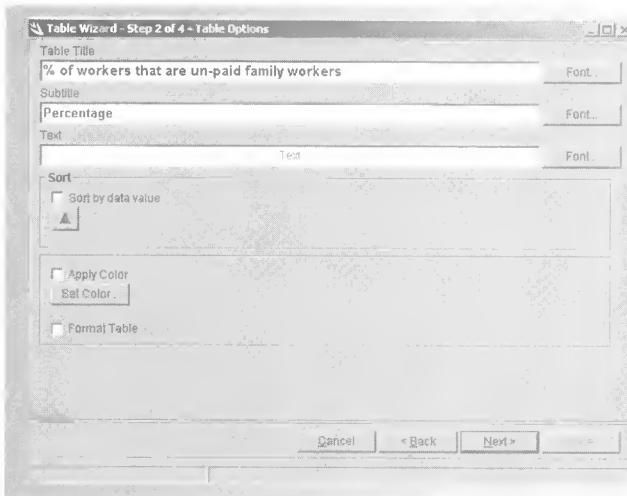 Table Wizard - Step 2 of 4 - Table Options
Table Title
% of workers that are un-paid family workers
Font..
Subtitle
Percentage
Font...
Text
Text
Font..
Sort
Sort by data value
Apply Color
Set Color..
Format Table
Cancel
< Back
Next >